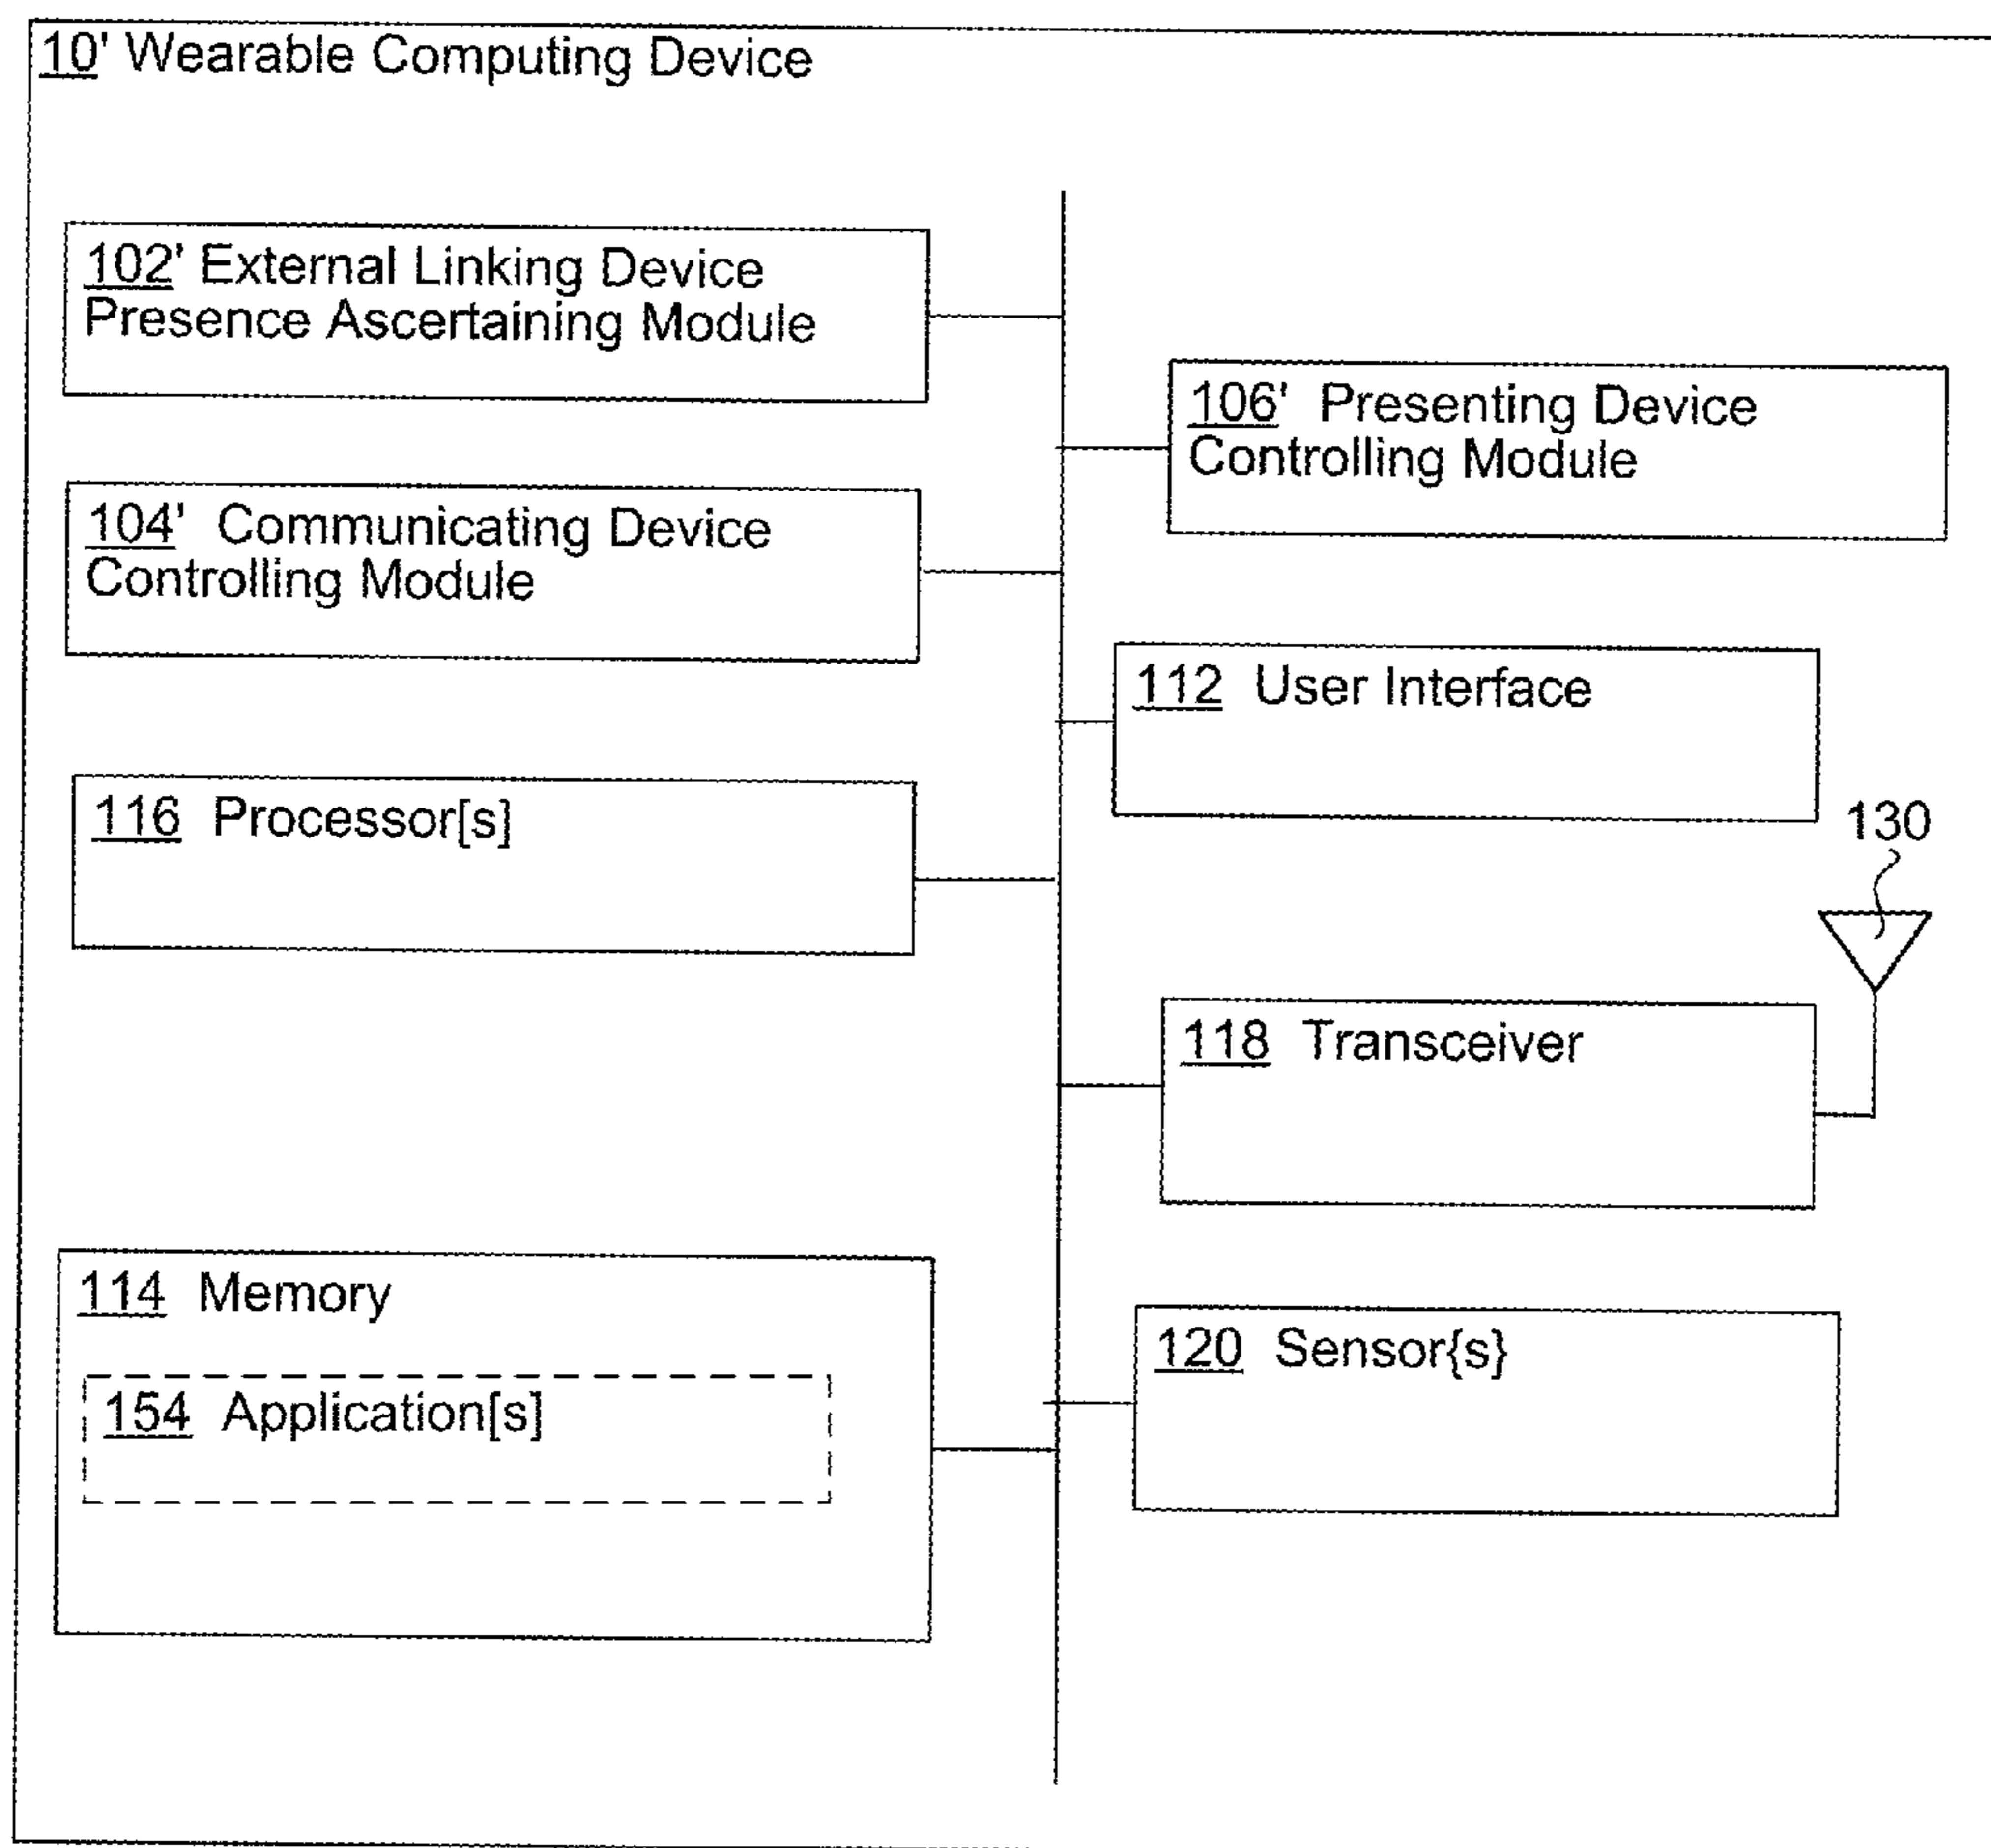 10' Wearable Computing Device
102' External Linking Device
Presence Ascertaining Module
106' Presenting Device
Controlling Module
104' Communicating Device
Controlling Module
112 User Interface
116 Processor[s]
130
118 Transceiver
114 Memory
120 Sensor{s}
154 Application[s]